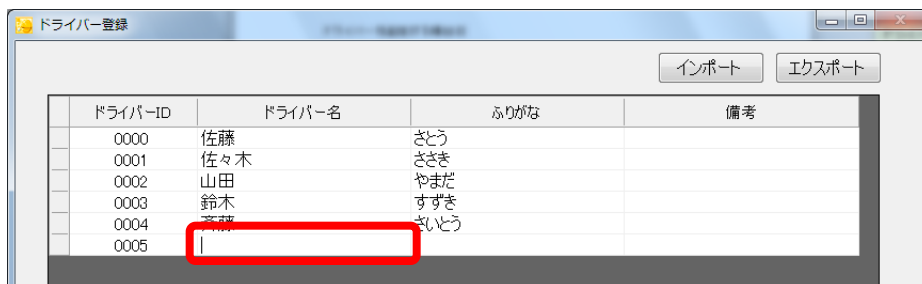 ドライバー登録
インポート エクスポート
ドライバーID ドライバー名 ふりがな 備考
0000 佐藤 さとう
0001 佐々木 ささき
0002 山田 やまだ
0003 鈴木 すずき
0004 斉藤 さいとう
0005